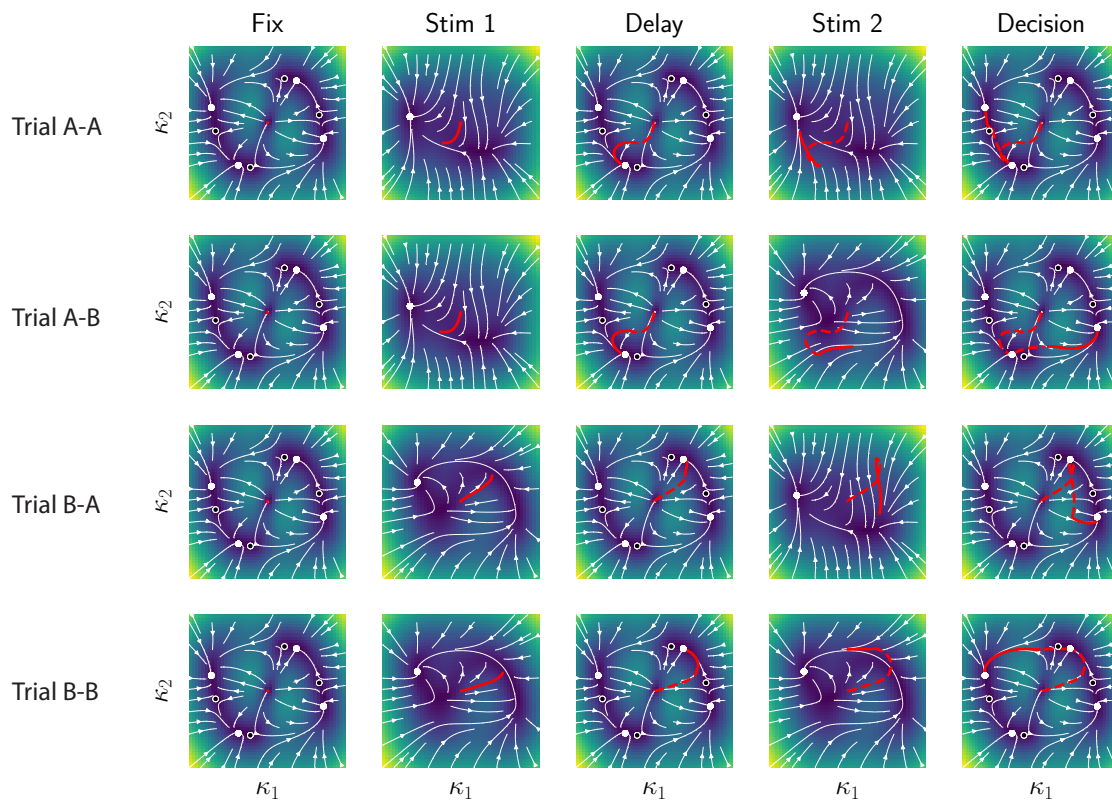 Fix Stim 1 Delay Stim 2 Decision
Trial A-A κ₂
Trial A-B κ₂
Trial B-A κ₂
Trial B-B κ₂
κ₁ κ₁ κ₁ κ₁ κ₁